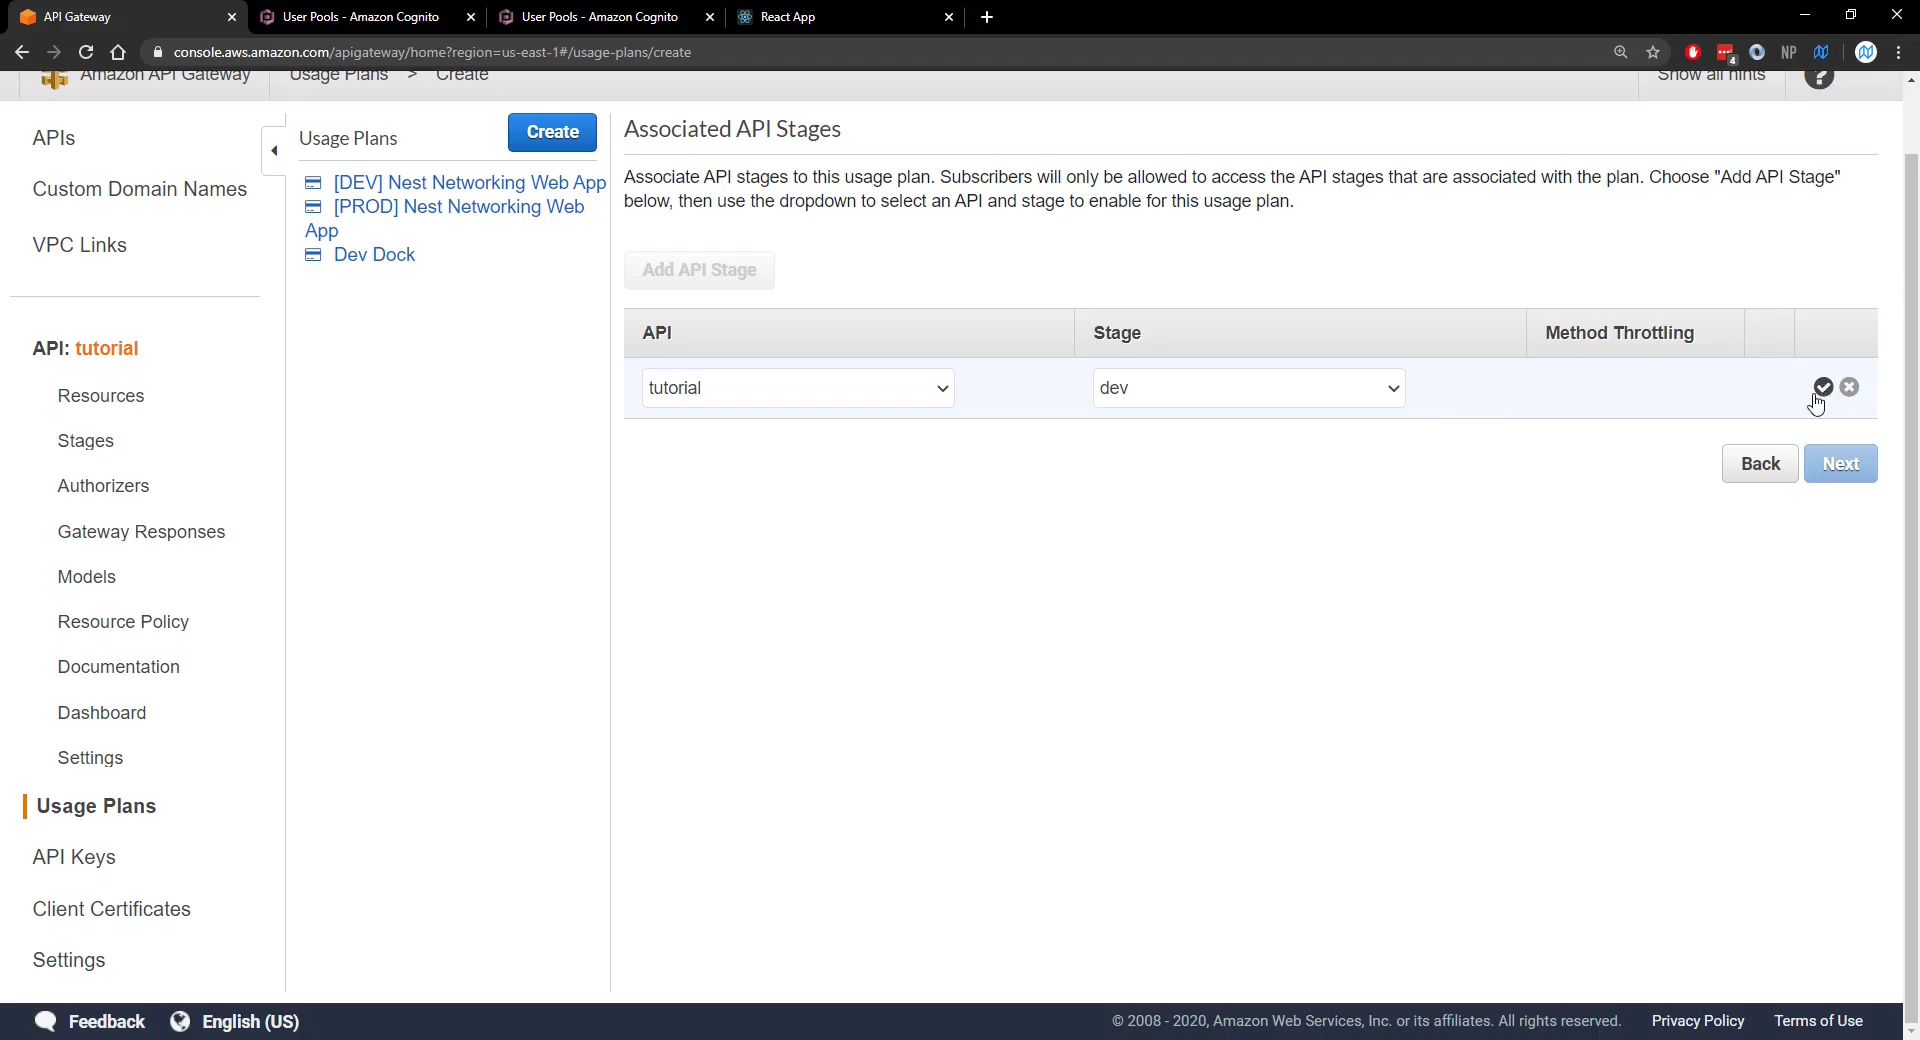 API Gateway
User Pools - Amazon Cognito
User Pools - Amazon Cognito
React App
console.aws.amazon.com/apigateway/home?region=us-east-1#/usage-plans/create
4
NP
Amazon API Gateway
Usage Plans > Create
Show all hints
?
APIs
Custom Domain Names
VPC Links
API: tutorial
Resources
Stages
Authorizers
Gateway Responses
Models
Resource Policy
Documentation
Dashboard
Settings
Usage Plans
API Keys
Client Certificates
Settings
Usage Plans
Create
[DEV] Nest Networking Web App
[PROD] Nest Networking Web
App
Dev Dock
Associated API Stages
Associate API stages to this usage plan. Subscribers will only be allowed to access the API stages that are associated with the plan. Choose "Add API Stage"
below, then use the dropdown to select an API and stage to enable for this usage plan.
Add API Stage
API
Stage
Method Throttling
tutorial
dev
Back
Next
Feedback
English (US)
© 2008 - 2020, Amazon Web Services, Inc. or its affiliates. All rights reserved.
Privacy Policy
Terms of Use